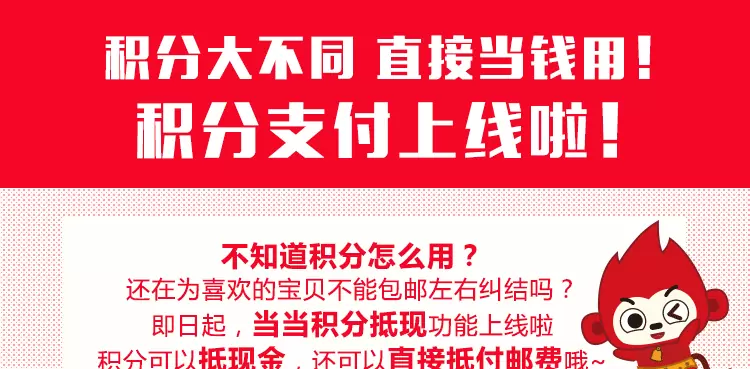 积分大不同 直接当钱用！
积分支付上线啦！
不知道积分怎么用？
还在为喜欢的宝贝不能包邮左右纠结吗？
即日起，当当积分抵现功能上线啦
积分可以抵现金，还可以直接抵付邮费哦~